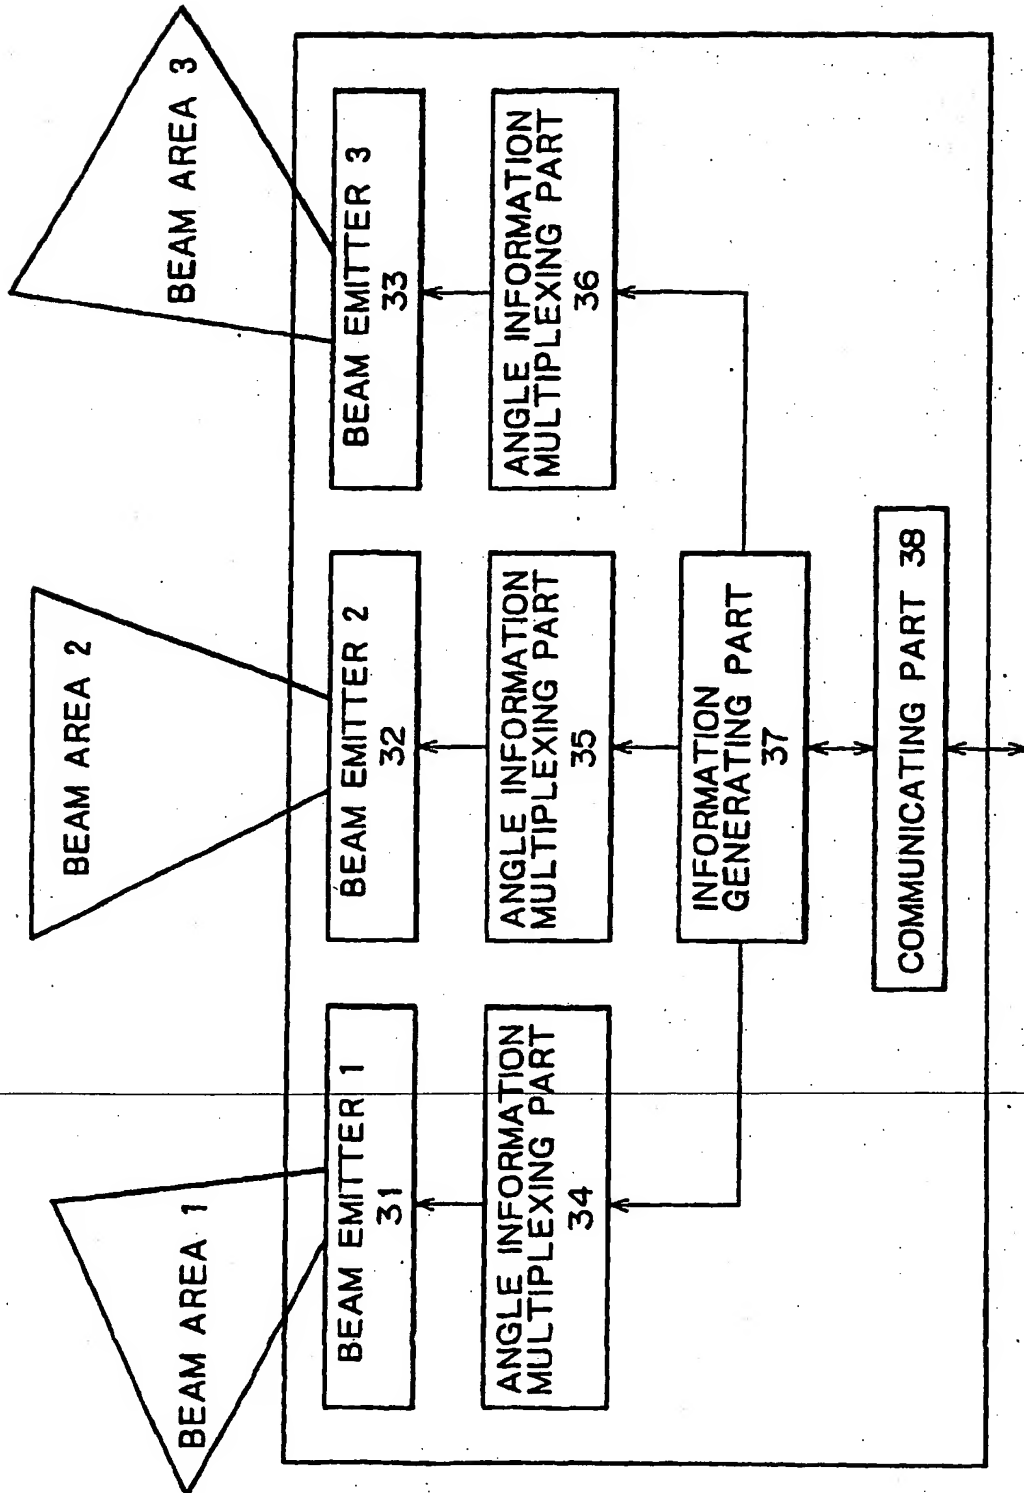 BEAM AREA 1
BEAM AREA 2
BEAM AREA 3
BEAM EMITTER 1
31
BEAM EMITTER 2
32
BEAM EMITTER 3
33
ANGLE INFORMATION
MULTIPLEXING PART
34
ANGLE INFORMATION
MULTIPLEXING PART
35
ANGLE INFORMATION
MULTIPLEXING PART
36
INFORMATION
GENERATING PART
37
COMMUNICATING PART 38